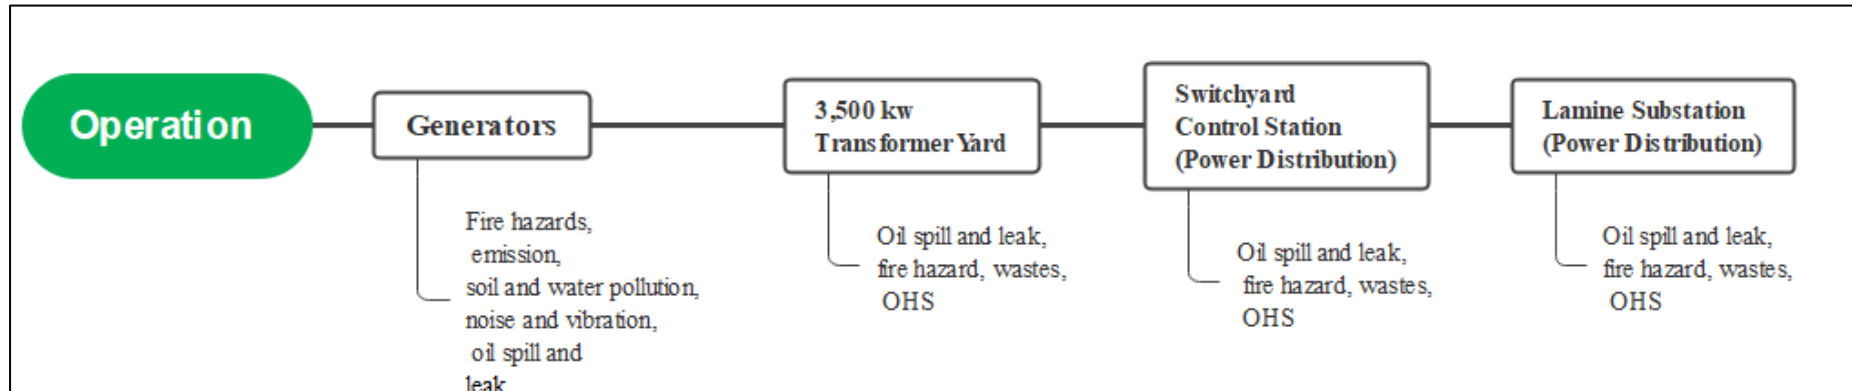 Operation
Generators
Fire hazards,
emission,
soil and water pollution,
noise and vibration,
oil spill and
leak
3,500 kw
Transformer Yard
Oil spill and leak,
fire hazard, wastes,
OHS
Switchyard
Control Station
(Power Distribution)
Oil spill and leak,
fire hazard, wastes,
OHS
Lamine Substation
(Power Distribution)
Oil spill and leak,
fire hazard, wastes,
OHS